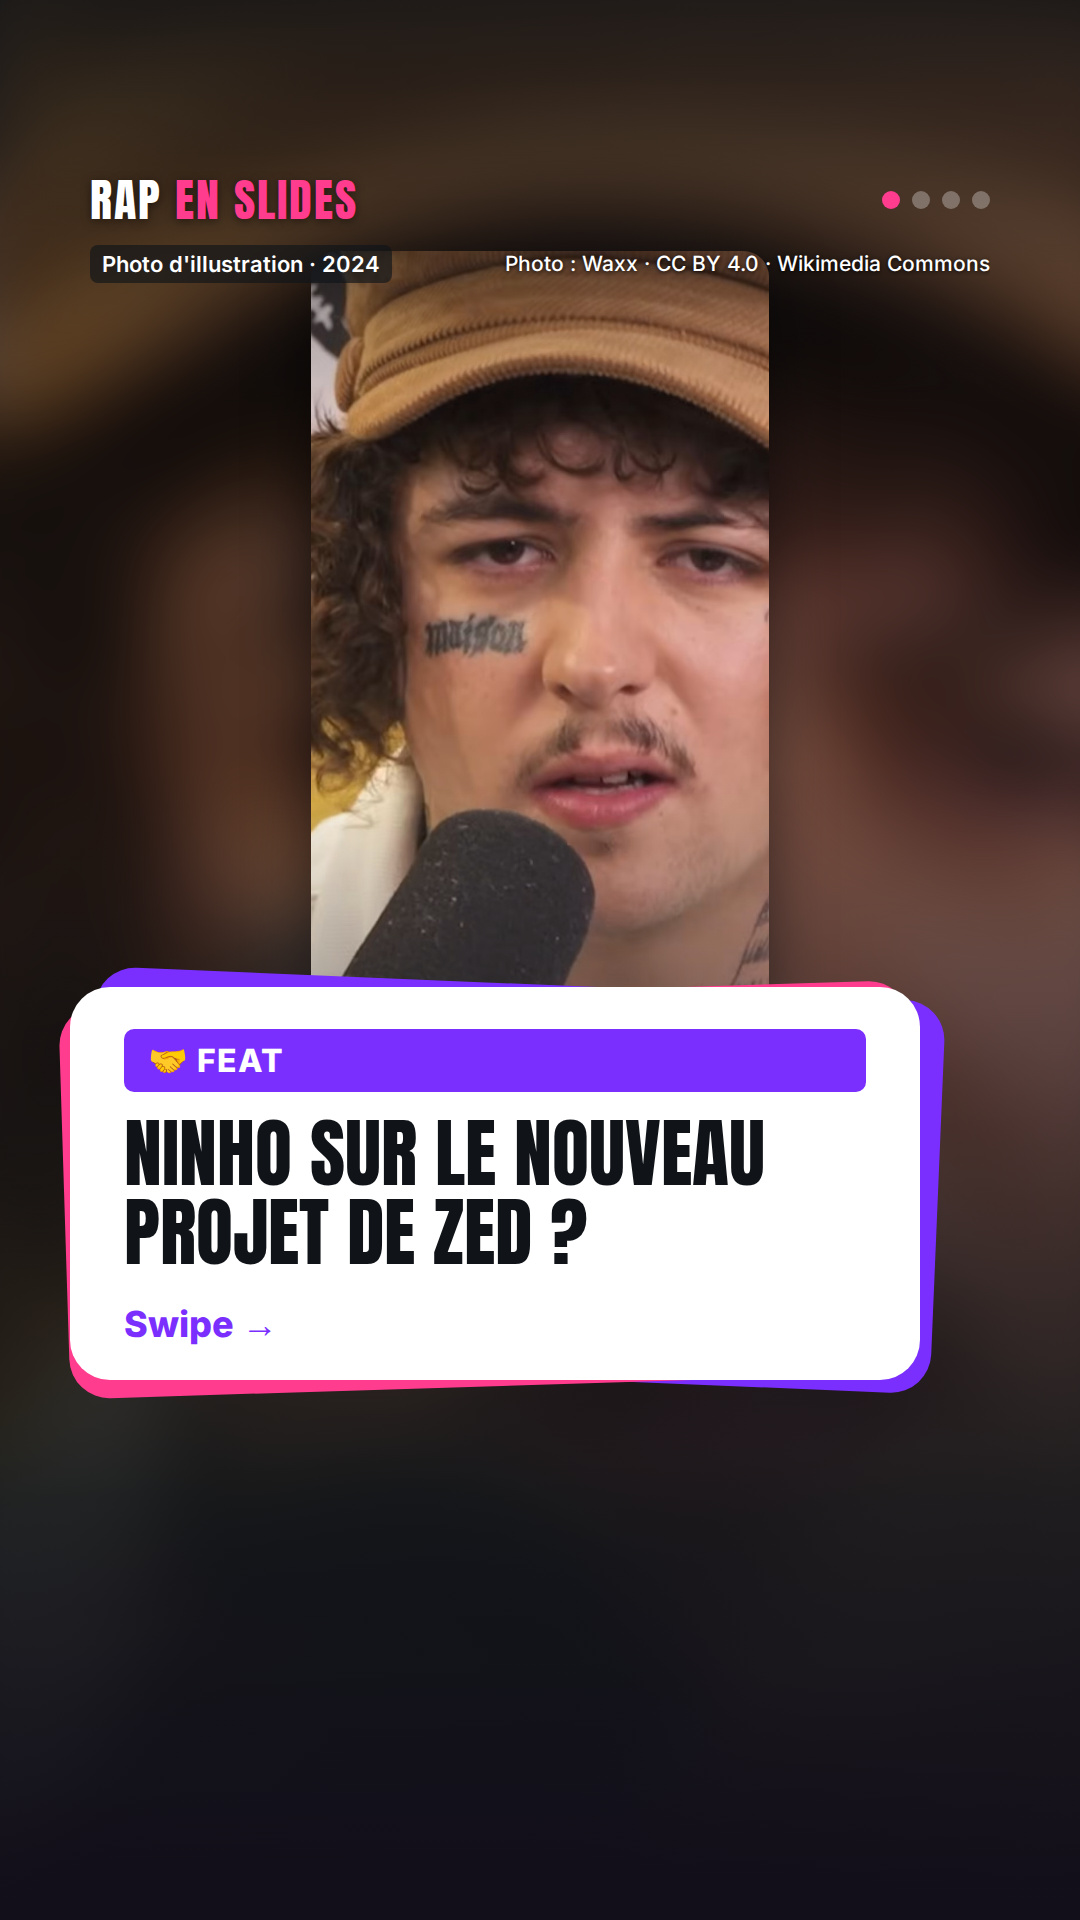 RAP EN SLIDES
Photo d'illustration · 2024
Photo : Waxx · CC BY 4.0 · Wikimedia Commons
maison
🤝 FEAT
NINHO SUR LE NOUVEAU
PROJET DE ZED ?
Swipe →